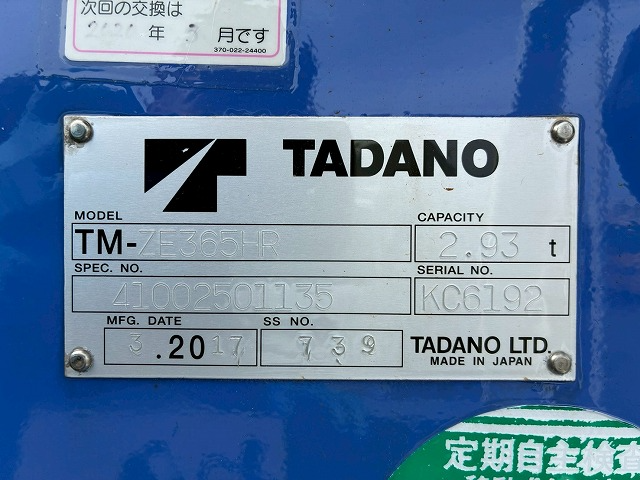 次回の交換は
年 月です
370-022-24400
TADANO
MODEL
TM-ZE365HR
CAPACITY
2.93 t
SPEC. NO.
41002501135
SERIAL NO.
KC6192
MFG. DATE
3.2017
SS NO.
739
TADANO LTD.
MADE IN JAPAN
定期自主検査